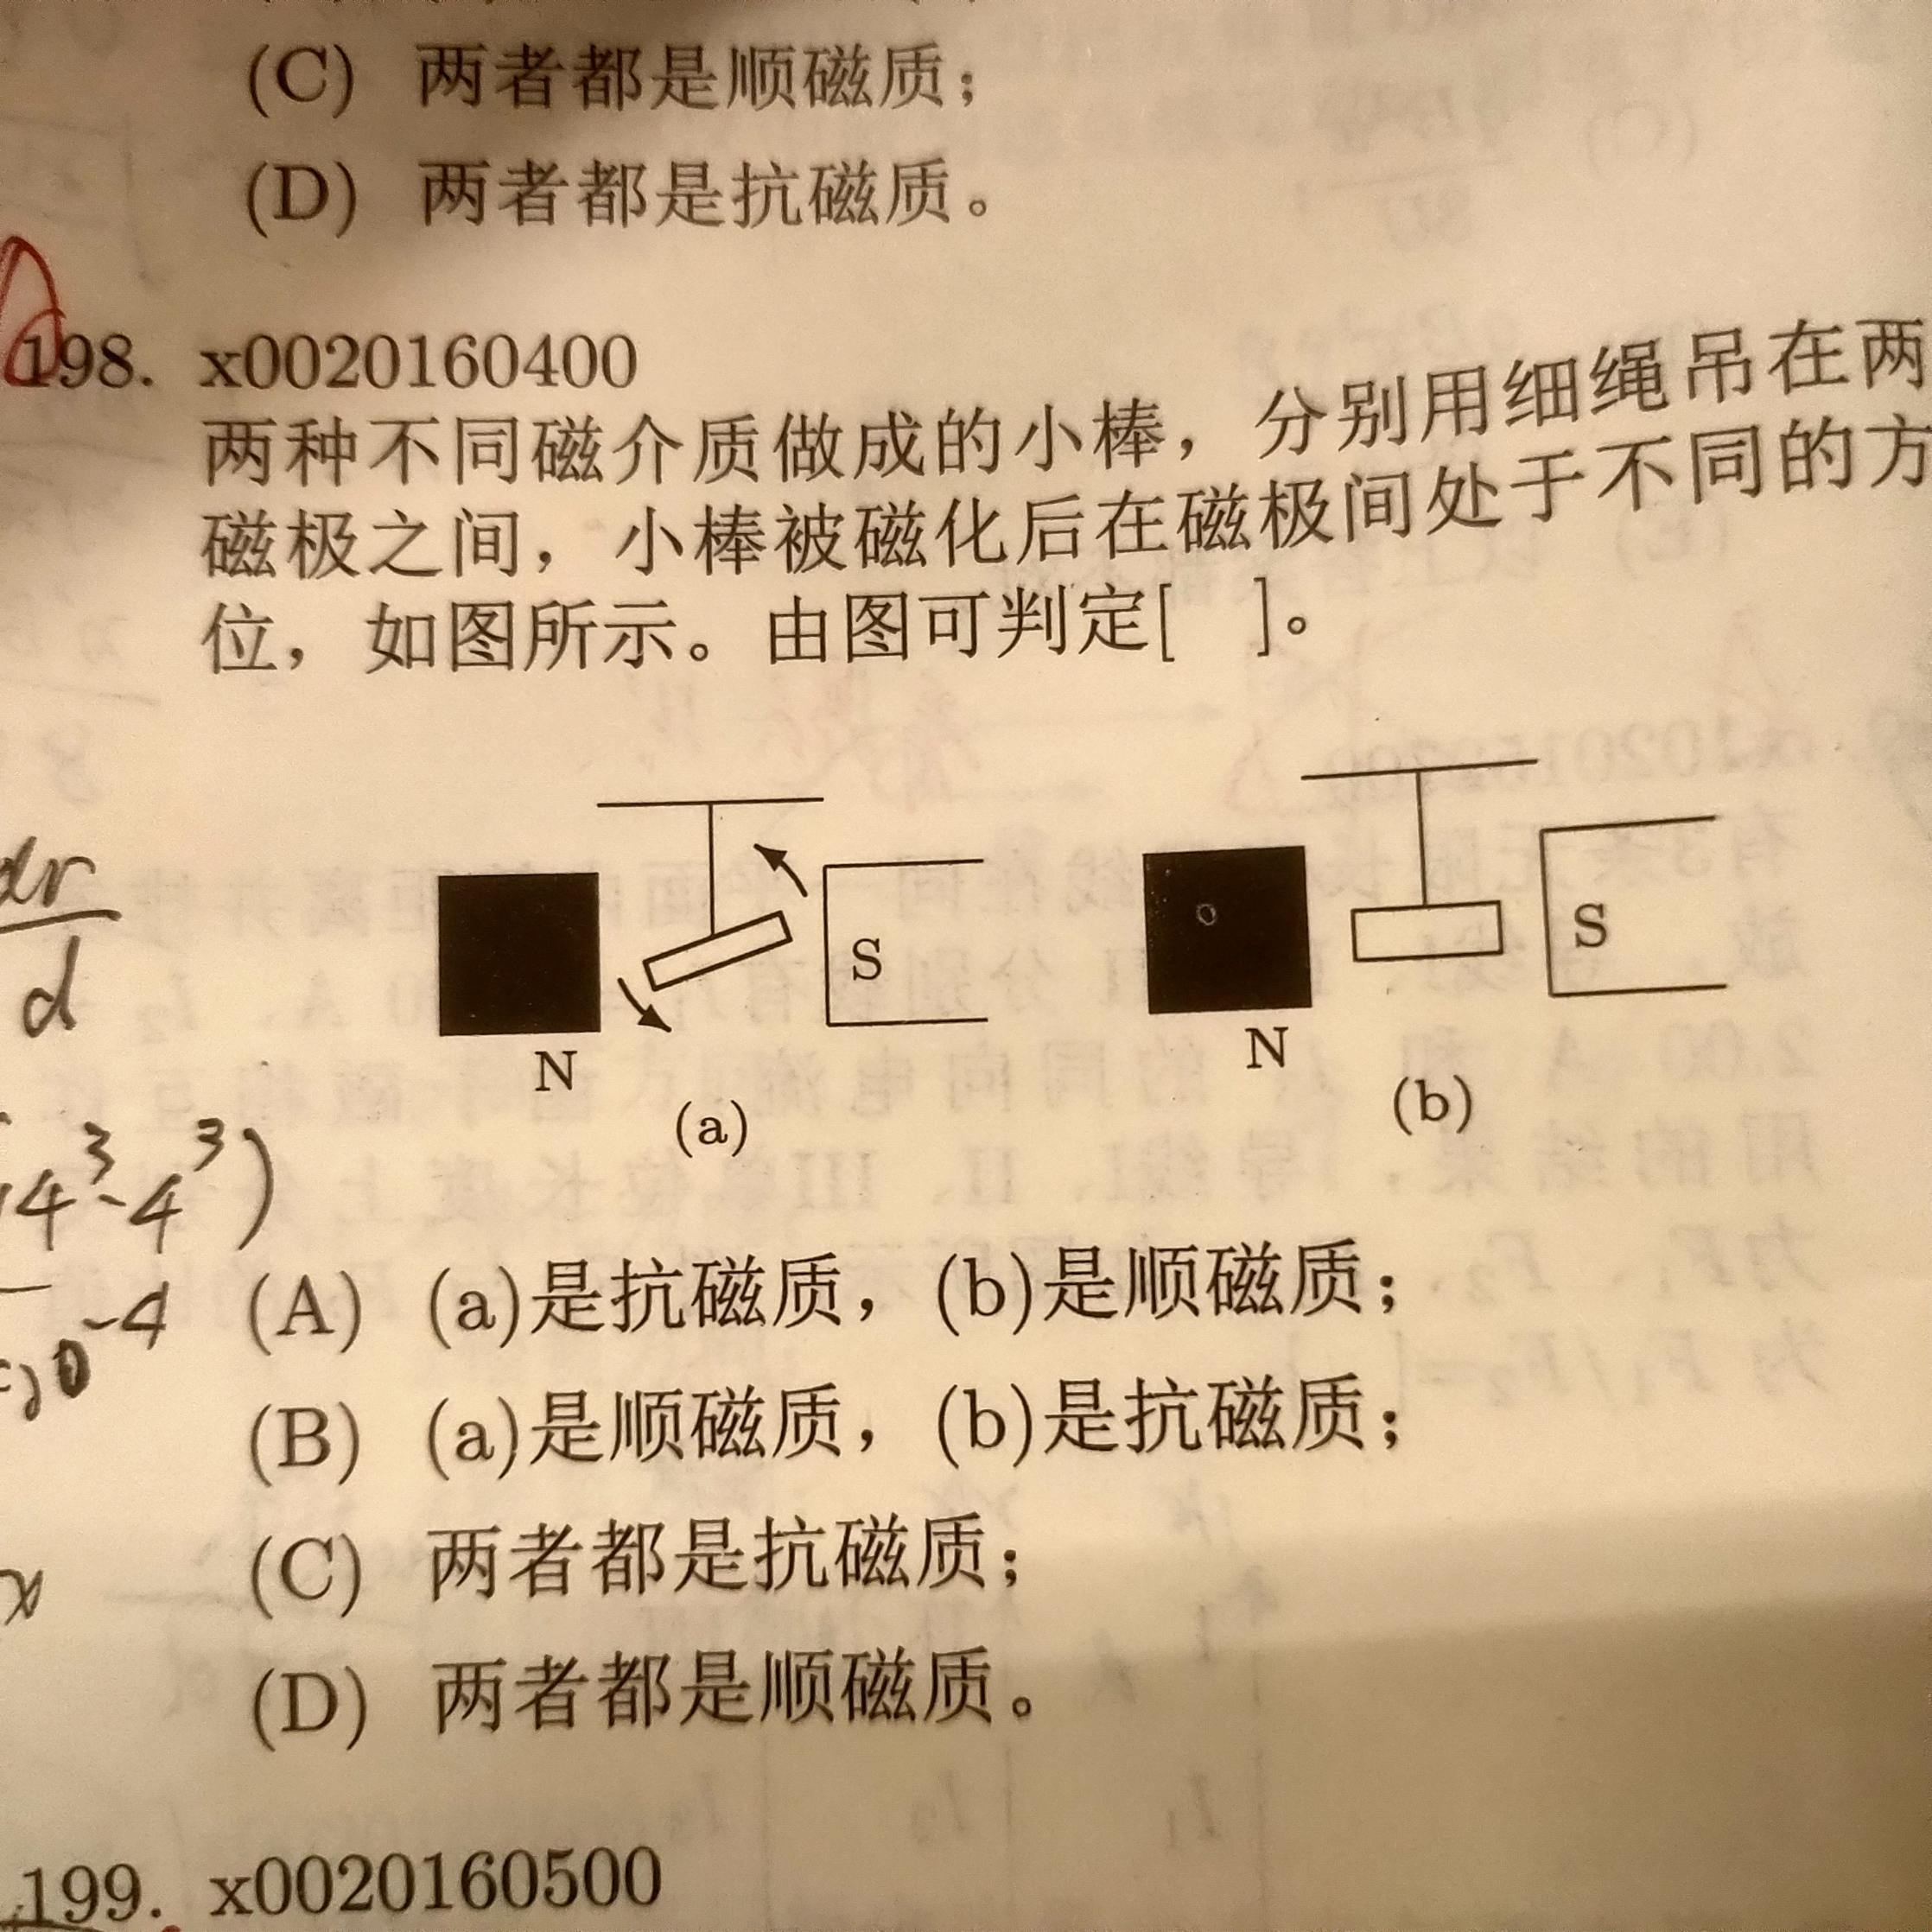 (C) 两者都是顺磁质；
(D) 两者都是抗磁质。
198. x0020160400
两种不同磁介质做成的小棒，分别用细绳吊在两
磁极之间，小棒被磁化后在磁极间处于不同的方
位，如图所示。由图可判定[ ]。
S
N
(a)
S
N
(b)
dr
d
4³-4³)
(A) (a)是抗磁质，(b)是顺磁质；
(B) (a)是顺磁质，(b)是抗磁质；
(C) 两者都是抗磁质；
(D) 两者都是顺磁质。
x
199. x0020160500